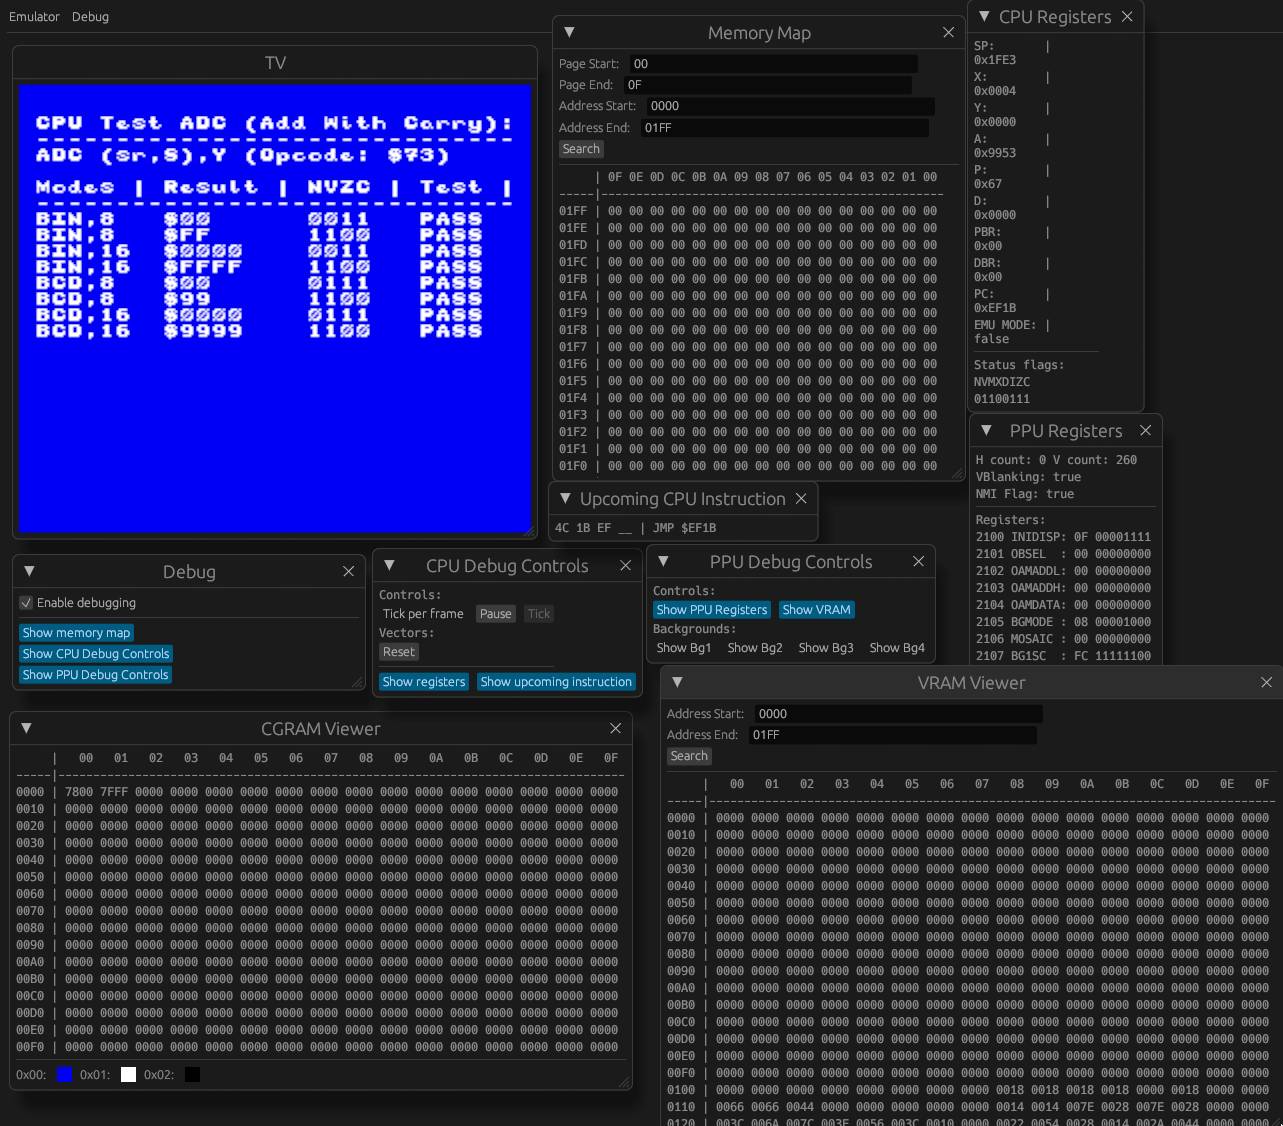 Emulator Debug
TV
CPU Test ADC (Add With Carry):
------------------------------
ADC (sr,S),Y (Opcode: $73)
Modes | Result | NVZC | Test |
------------------------------
BIN,8 $00 0011 PASS
BIN,8 $FF 1100 PASS
BIN,16 $0000 0011 PASS
BIN,16 $FFFF 1100 PASS
BCD,8 $00 0111 PASS
BCD,8 $99 1100 PASS
BCD,16 $0000 0111 PASS
BCD,16 $9999 1100 PASS
Memory Map
Page Start: 00
Page End: 0F
Address Start: 0000
Address End: 01FF
Search
| 0F 0E 0D 0C 0B 0A 09 08 07 06 05 04 03 02 01 00
-----|------------------------------------------------
01FF | 00 00 00 00 00 00 00 00 00 00 00 00 00 00 00 00
01FE | 00 00 00 00 00 00 00 00 00 00 00 00 00 00 00 00
01FD | 00 00 00 00 00 00 00 00 00 00 00 00 00 00 00 00
01FC | 00 00 00 00 00 00 00 00 00 00 00 00 00 00 00 00
01FB | 00 00 00 00 00 00 00 00 00 00 00 00 00 00 00 00
01FA | 00 00 00 00 00 00 00 00 00 00 00 00 00 00 00 00
01F9 | 00 00 00 00 00 00 00 00 00 00 00 00 00 00 00 00
01F8 | 00 00 00 00 00 00 00 00 00 00 00 00 00 00 00 00
01F7 | 00 00 00 00 00 00 00 00 00 00 00 00 00 00 00 00
01F6 | 00 00 00 00 00 00 00 00 00 00 00 00 00 00 00 00
01F5 | 00 00 00 00 00 00 00 00 00 00 00 00 00 00 00 00
01F4 | 00 00 00 00 00 00 00 00 00 00 00 00 00 00 00 00
01F3 | 00 00 00 00 00 00 00 00 00 00 00 00 00 00 00 00
01F2 | 00 00 00 00 00 00 00 00 00 00 00 00 00 00 00 00
01F1 | 00 00 00 00 00 00 00 00 00 00 00 00 00 00 00 00
01F0 | 00 00 00 00 00 00 00 00 00 00 00 00 00 00 00 00
CPU Registers
SP: |
0x1FE3
X: |
0x0004
Y: |
0x0000
A: |
0x9953
P: |
0x67
D: |
0x0000
PBR: |
0x00
DBR: |
0x00
PC: |
0xEF1B
EMU MODE: |
false
Status flags:
NVMXDIZC
01100111
Upcoming CPU Instruction
4C 1B EF __ | JMP $EF1B
PPU Registers
H count: 0 V count: 260
VBlanking: true
NMI Flag: true
Registers:
2100 INIDISP: 0F 00001111
2101 OBSEL : 00 00000000
2102 OAMADDL: 00 00000000
2103 OAMADDH: 00 00000000
2104 OAMDATA: 00 00000000
2105 BGMODE : 08 00001000
2106 MOSAIC : 00 00000000
2107 BG1SC : FC 11111100
Debug
Enable debugging
Show memory map
Show CPU Debug Controls
Show PPU Debug Controls
CPU Debug Controls
Controls:
Tick per frame Pause Tick
Vectors:
Reset
Show registers Show upcoming instruction
PPU Debug Controls
Controls:
Show PPU Registers Show VRAM
Backgrounds:
Show Bg1 Show Bg2 Show Bg3 Show Bg4
CGRAM Viewer
| 00 01 02 03 04 05 06 07 08 09 0A 0B 0C 0D 0E 0F
-----|---------------------------------------------------------------------------------
0000 | 7800 7FFF 0000 0000 0000 0000 0000 0000 0000 0000 0000 0000 0000 0000 0000 0000
0010 | 0000 0000 0000 0000 0000 0000 0000 0000 0000 0000 0000 0000 0000 0000 0000 0000
0020 | 0000 0000 0000 0000 0000 0000 0000 0000 0000 0000 0000 0000 0000 0000 0000 0000
0030 | 0000 0000 0000 0000 0000 0000 0000 0000 0000 0000 0000 0000 0000 0000 0000 0000
0040 | 0000 0000 0000 0000 0000 0000 0000 0000 0000 0000 0000 0000 0000 0000 0000 0000
0050 | 0000 0000 0000 0000 0000 0000 0000 0000 0000 0000 0000 0000 0000 0000 0000 0000
0060 | 0000 0000 0000 0000 0000 0000 0000 0000 0000 0000 0000 0000 0000 0000 0000 0000
0070 | 0000 0000 0000 0000 0000 0000 0000 0000 0000 0000 0000 0000 0000 0000 0000 0000
0080 | 0000 0000 0000 0000 0000 0000 0000 0000 0000 0000 0000 0000 0000 0000 0000 0000
0090 | 0000 0000 0000 0000 0000 0000 0000 0000 0000 0000 0000 0000 0000 0000 0000 0000
00A0 | 0000 0000 0000 0000 0000 0000 0000 0000 0000 0000 0000 0000 0000 0000 0000 0000
00B0 | 0000 0000 0000 0000 0000 0000 0000 0000 0000 0000 0000 0000 0000 0000 0000 0000
00C0 | 0000 0000 0000 0000 0000 0000 0000 0000 0000 0000 0000 0000 0000 0000 0000 0000
00D0 | 0000 0000 0000 0000 0000 0000 0000 0000 0000 0000 0000 0000 0000 0000 0000 0000
00E0 | 0000 0000 0000 0000 0000 0000 0000 0000 0000 0000 0000 0000 0000 0000 0000 0000
00F0 | 0000 0000 0000 0000 0000 0000 0000 0000 0000 0000 0000 0000 0000 0000 0000 0000
0x00: 0x01: 0x02:
VRAM Viewer
Address Start: 0000
Address End: 01FF
Search
| 00 01 02 03 04 05 06 07 08 09 0A 0B 0C 0D 0E 0F
-----|---------------------------------------------------------------------------------
0000 | 0000 0000 0000 0000 0000 0000 0000 0000 0000 0000 0000 0000 0000 0000 0000 0000
0010 | 0000 0000 0000 0000 0000 0000 0000 0000 0000 0000 0000 0000 0000 0000 0000 0000
0020 | 0000 0000 0000 0000 0000 0000 0000 0000 0000 0000 0000 0000 0000 0000 0000 0000
0030 | 0000 0000 0000 0000 0000 0000 0000 0000 0000 0000 0000 0000 0000 0000 0000 0000
0040 | 0000 0000 0000 0000 0000 0000 0000 0000 0000 0000 0000 0000 0000 0000 0000 0000
0050 | 0000 0000 0000 0000 0000 0000 0000 0000 0000 0000 0000 0000 0000 0000 0000 0000
0060 | 0000 0000 0000 0000 0000 0000 0000 0000 0000 0000 0000 0000 0000 0000 0000 0000
0070 | 0000 0000 0000 0000 0000 0000 0000 0000 0000 0000 0000 0000 0000 0000 0000 0000
0080 | 0000 0000 0000 0000 0000 0000 0000 0000 0000 0000 0000 0000 0000 0000 0000 0000
0090 | 0000 0000 0000 0000 0000 0000 0000 0000 0000 0000 0000 0000 0000 0000 0000 0000
00A0 | 0000 0000 0000 0000 0000 0000 0000 0000 0000 0000 0000 0000 0000 0000 0000 0000
00B0 | 0000 0000 0000 0000 0000 0000 0000 0000 0000 0000 0000 0000 0000 0000 0000 0000
00C0 | 0000 0000 0000 0000 0000 0000 0000 0000 0000 0000 0000 0000 0000 0000 0000 0000
00D0 | 0000 0000 0000 0000 0000 0000 0000 0000 0000 0000 0000 0000 0000 0000 0000 0000
00E0 | 0000 0000 0000 0000 0000 0000 0000 0000 0000 0000 0000 0000 0000 0000 0000 0000
00F0 | 0000 0000 0000 0000 0000 0000 0000 0000 0000 0000 0000 0000 0000 0000 0000 0000
0100 | 0000 0000 0000 0000 0000 0000 0000 0000 0018 0018 0018 0018 0000 0018 0000 0000
0110 | 0066 0066 0044 0000 0000 0000 0000 0000 0014 0014 007E 0028 007E 0028 0000 0000
0120 | 003C 006A 007C 003E 0056 003C 0010 0000 0022 0054 0028 0014 002A 0044 0000 0000